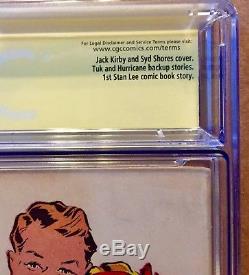 For Legal Disclaimer and Service Terms please visit:
www.cgccomics.com/terms
Jack Kirby and Syd Shores cover.
Tuk and Hurricane backup stories.
1st Stan Lee comic book story.